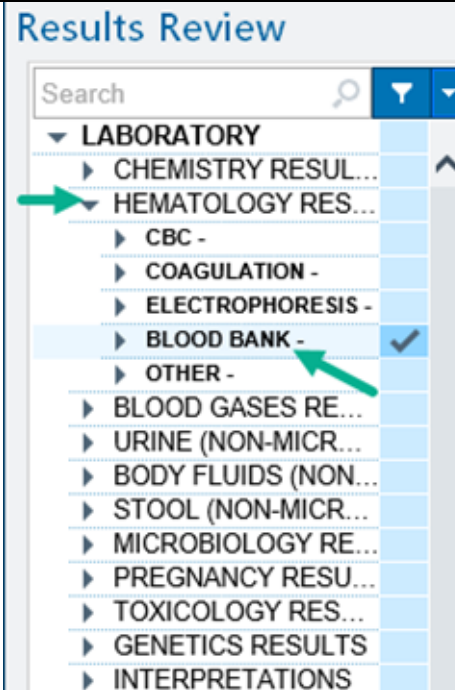 Results Review
Search
LABORATORY
CHEMISTRY RESUL...
HEMATOLOGY RES...
CBC -
COAGULATION -
ELECTROPHORESIS -
BLOOD BANK -
OTHER -
BLOOD GASES RE...
URINE (NON-MICR...
BODY FLUIDS (NON...
STOOL (NON-MICR...
MICROBIOLOGY RE...
PREGNANCY RESU...
TOXICOLOGY RES...
GENETICS RESULTS
INTERPRETATIONS